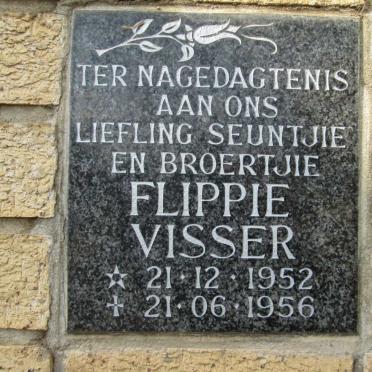 TER NAGEDAGTENIS
AAN ONS
LIEFLING SEUNTJIE
EN BROERTJIE
FLIPPIE
VISSER
☆ 21·12·1952
✝ 21·06·1956